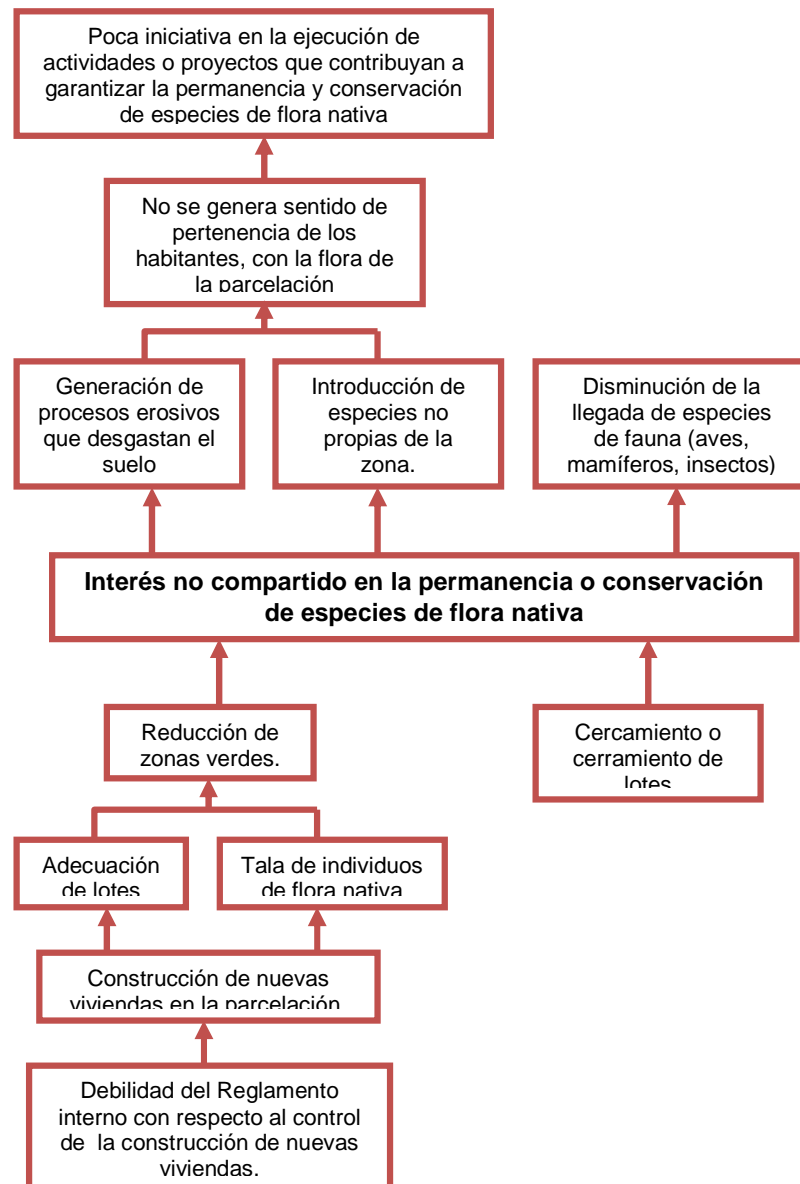 Poca iniciativa en la ejecución de
actividades o proyectos que contribuyan a
garantizar la permanencia y conservación
de especies de flora nativa
No se genera sentido de
pertenencia de los
habitantes, con la flora de
la parcelación
Generación de
procesos erosivos
que desgastan el
suelo
Introducción de
especies no
propias de la
zona.
Disminución de la
llegada de especies
de fauna (aves,
mamíferos, insectos)
Interés no compartido en la permanencia o conservación
de especies de flora nativa
Reducción de
zonas verdes.
Cercamiento o
cerramiento de
lotes
Adecuación
de lotes
Tala de individuos
de flora nativa
Construcción de nuevas
viviendas en la parcelación
Debilidad del Reglamento
interno con respecto al control
de la construcción de nuevas
viviendas.